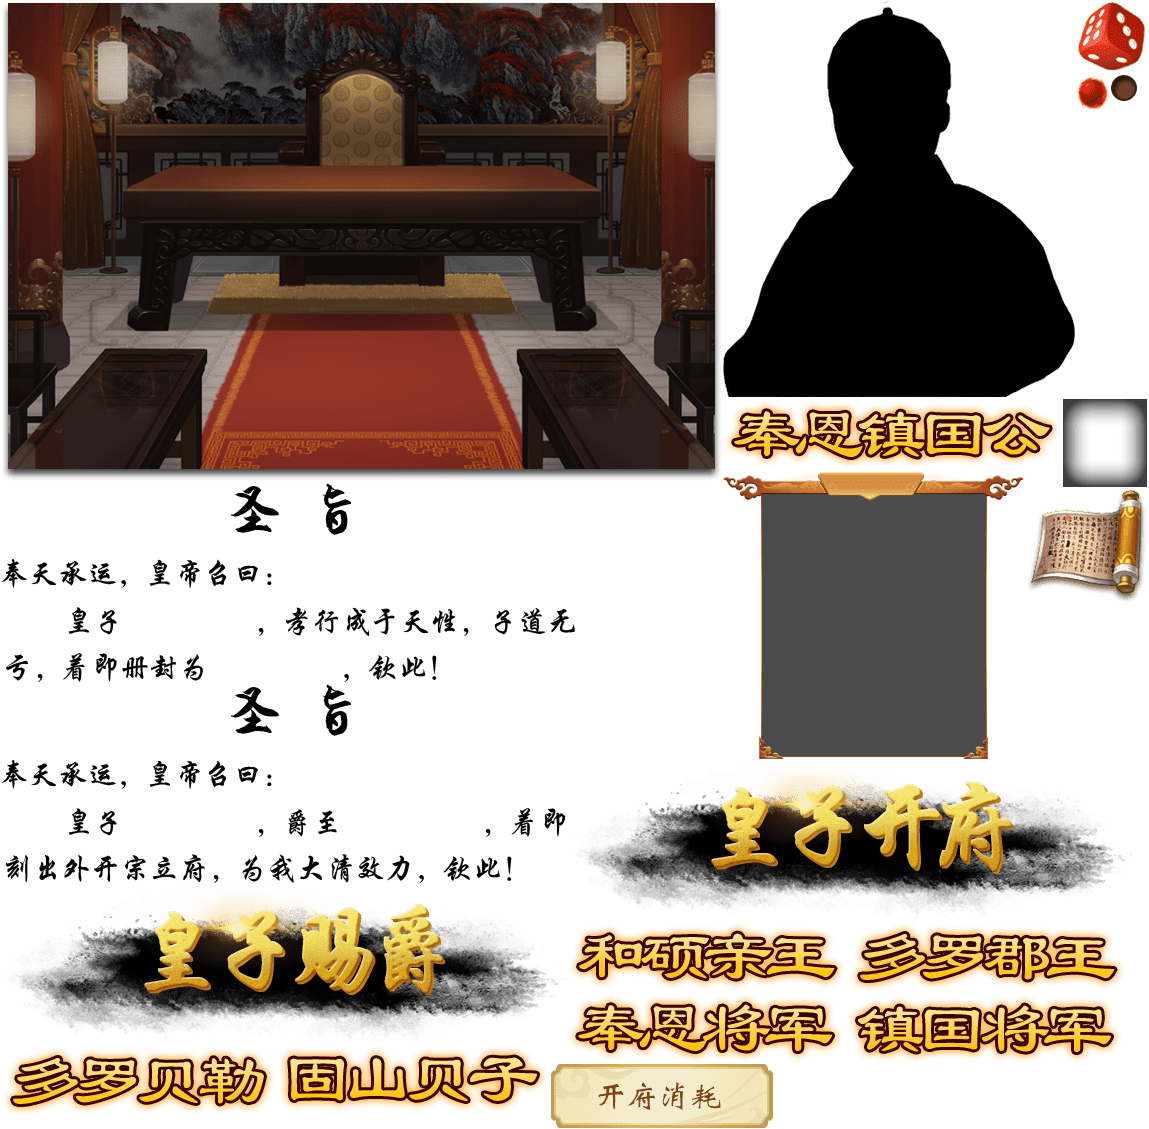 奉恩镇国公
圣 旨
奉天承运，皇帝召曰：
皇子　　　　，孝行成于天性，子道无
亏，着即册封为　　　　，钦此！
圣 旨
奉天承运，皇帝召曰：
皇子　　　　，爵至　　　　，着即
刻出外开宗立府，为我大清效力，钦此！
皇子开府
皇子赐爵
和硕亲王 多罗郡王
奉恩将军 镇国将军
多罗贝勒 固山贝子
开府消耗